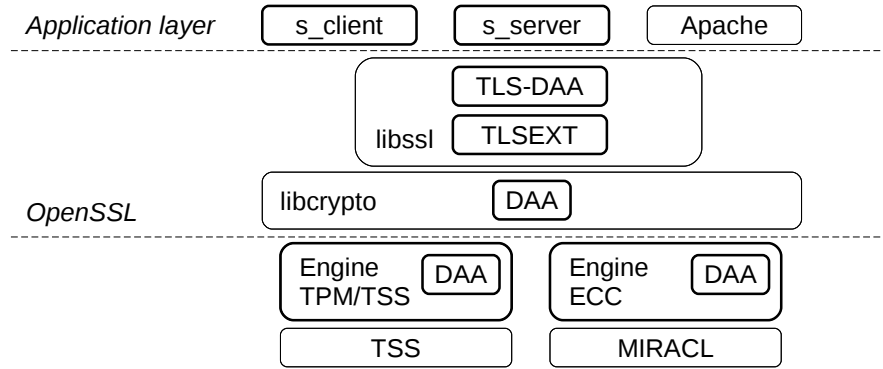 Application layer s_client s_server Apache
TLS-DAA
libssl TLSEXT
libcrypto DAA
OpenSSL
Engine DAA Engine DAA
TPM/TSS ECC
TSS MIRACL